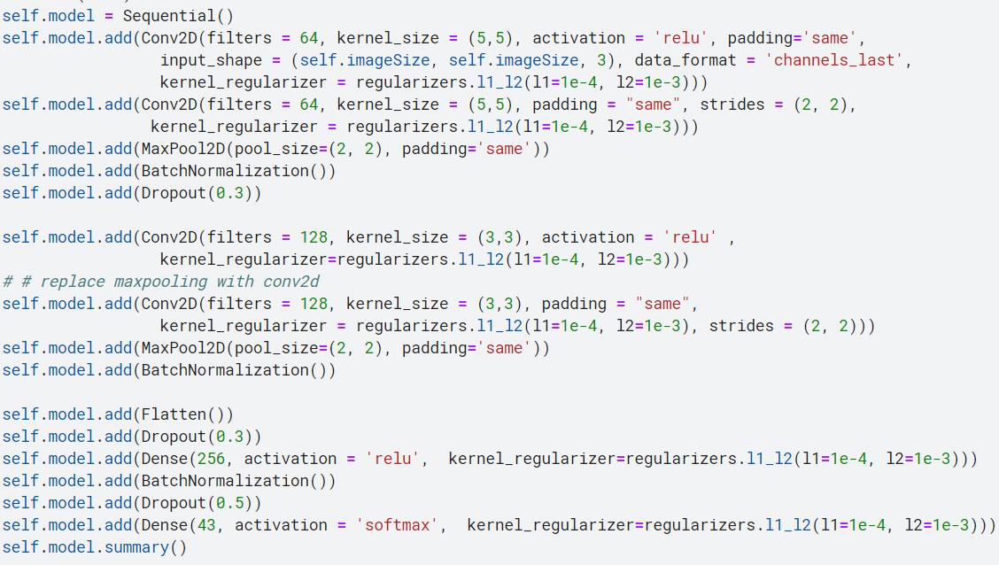 self.model = Sequential()
self.model.add(Conv2D(filters = 64, kernel_size = (5,5), activation = 'relu', padding='same',
input_shape = (self.imageSize, self.imageSize, 3), data_format = 'channels_last',
kernel_regularizer = regularizers.l1_l2(l1=1e-4, l2=1e-3)))
self.model.add(Conv2D(filters = 64, kernel_size = (5,5), padding = "same", strides = (2, 2),
kernel_regularizer = regularizers.l1_l2(l1=1e-4, l2=1e-3)))
self.model.add(MaxPool2D(pool_size=(2, 2), padding='same'))
self.model.add(BatchNormalization())
self.model.add(Dropout(0.3))
self.model.add(Conv2D(filters = 128, kernel_size = (3,3), activation = 'relu' ,
kernel_regularizer=regularizers.l1_l2(l1=1e-4, l2=1e-3)))
# # replace maxpooling with conv2d
self.model.add(Conv2D(filters = 128, kernel_size = (3,3), padding = "same",
kernel_regularizer = regularizers.l1_l2(l1=1e-4, l2=1e-3), strides = (2, 2)))
self.model.add(MaxPool2D(pool_size=(2, 2), padding='same'))
self.model.add(BatchNormalization())
self.model.add(Flatten())
self.model.add(Dropout(0.3))
self.model.add(Dense(256, activation = 'relu',  kernel_regularizer=regularizers.l1_l2(l1=1e-4, l2=1e-3)))
self.model.add(BatchNormalization())
self.model.add(Dropout(0.5))
self.model.add(Dense(43, activation = 'softmax',  kernel_regularizer=regularizers.l1_l2(l1=1e-4, l2=1e-3)))
self.model.summary()